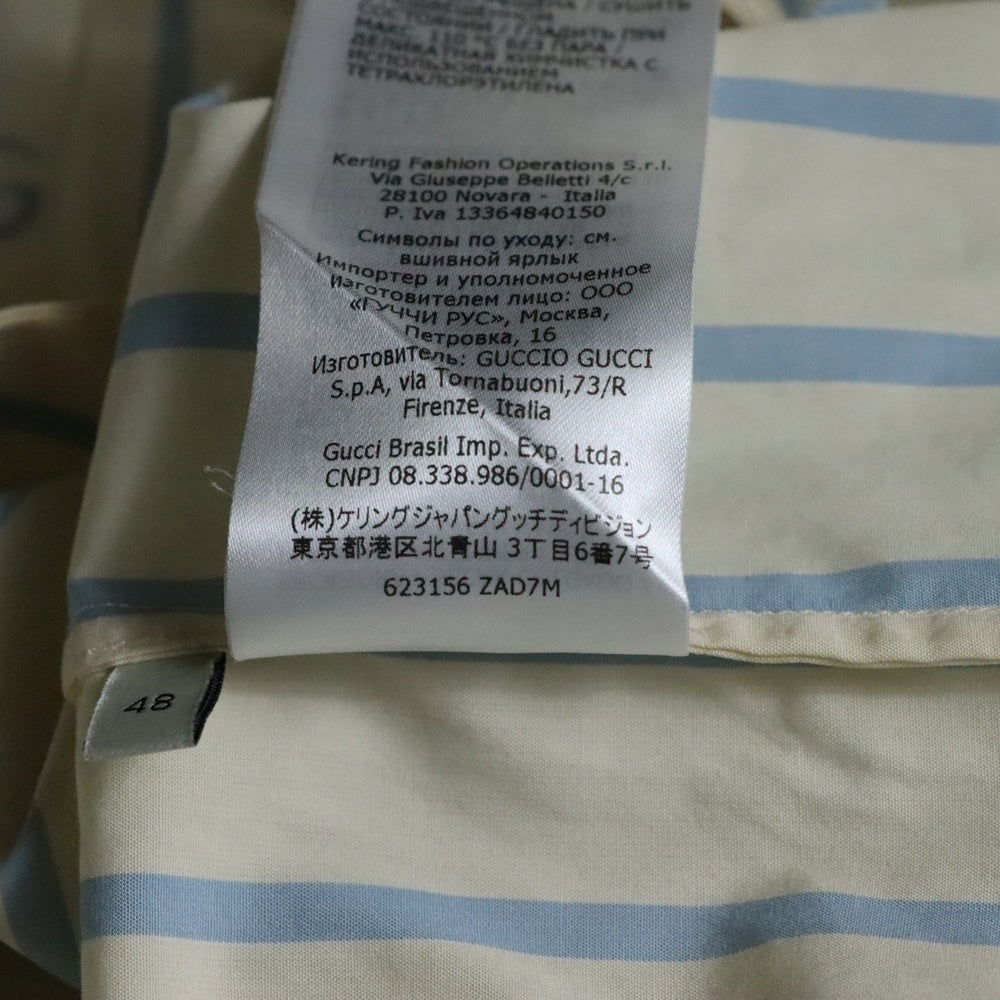 СУШИТЬ
СОСТОЯНИИ / ГЛАДИТЬ ПРИ
МАКС. 110 °C БЕЗ ПАРА /
ДЕЛИКАТНАЯ ХИМЧИСТКА С
ИСПОЛЬЗОВАНИЕМ
ТЕТРАХЛОРЭТИЛЕНА
Kering Fashion Operations S.r.l.
Via Giuseppe Belletti 4/c
28100 Novara - Italia
P. Iva 13364840150
Символы по уходу: см.
вшивной ярлык
Импортер и уполномоченное
изготовителем лицо: ООО
«ГУЧЧИ РУС», Москва,
Петровка, 16
Изготовитель: GUCCIO GUCCI
S.p.A, via Tornabuoni,73/R
Firenze, Italia
Gucci Brasil Imp. Exp. Ltda.
CNPJ 08.338.986/0001-16
(株)ケリングジャパングッチディビジョン
東京都港区北青山 3丁目6番7号
623156 ZAD7M
48